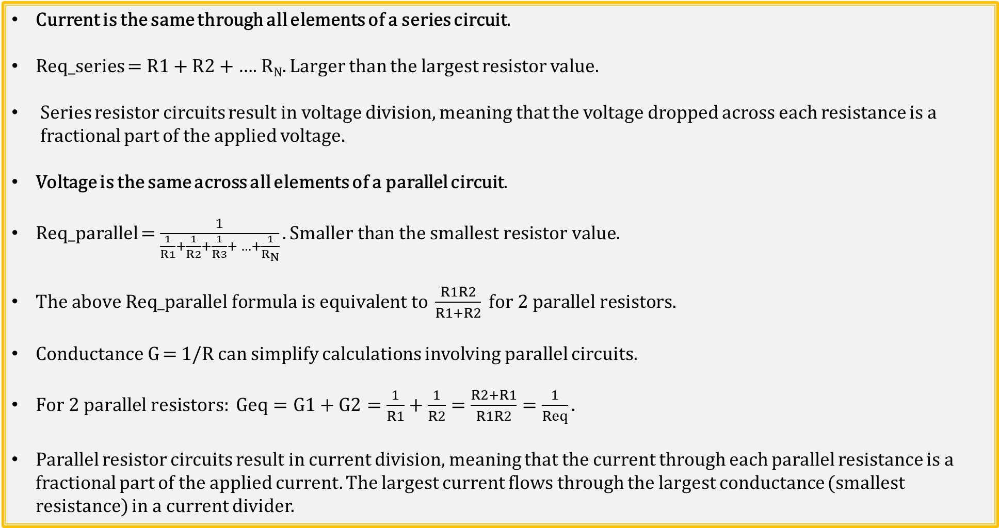 • Current is the same through all elements of a series circuit.
• Req_series = R1 + R2 + .... R_N. Larger than the largest resistor value.
• Series resistor circuits result in voltage division, meaning that the voltage dropped across each resistance is a
fractional part of the applied voltage.
• Voltage is the same across all elements of a parallel circuit.
• Req_parallel = \frac{1}{\frac{1}{R1}+\frac{1}{R2}+\frac{1}{R3}+ ...+\frac{1}{R_N}}. Smaller than the smallest resistor value.
• The above Req_parallel formula is equivalent to \frac{R1R2}{R1+R2} for 2 parallel resistors.
• Conductance G = 1/R can simplify calculations involving parallel circuits.
• For 2 parallel resistors: Geq = G1 + G2 = \frac{1}{R1} + \frac{1}{R2} = \frac{R2+R1}{R1R2} = \frac{1}{Req}.
• Parallel resistor circuits result in current division, meaning that the current through each parallel resistance is a
fractional part of the applied current. The largest current flows through the largest conductance (smallest
resistance) in a current divider.